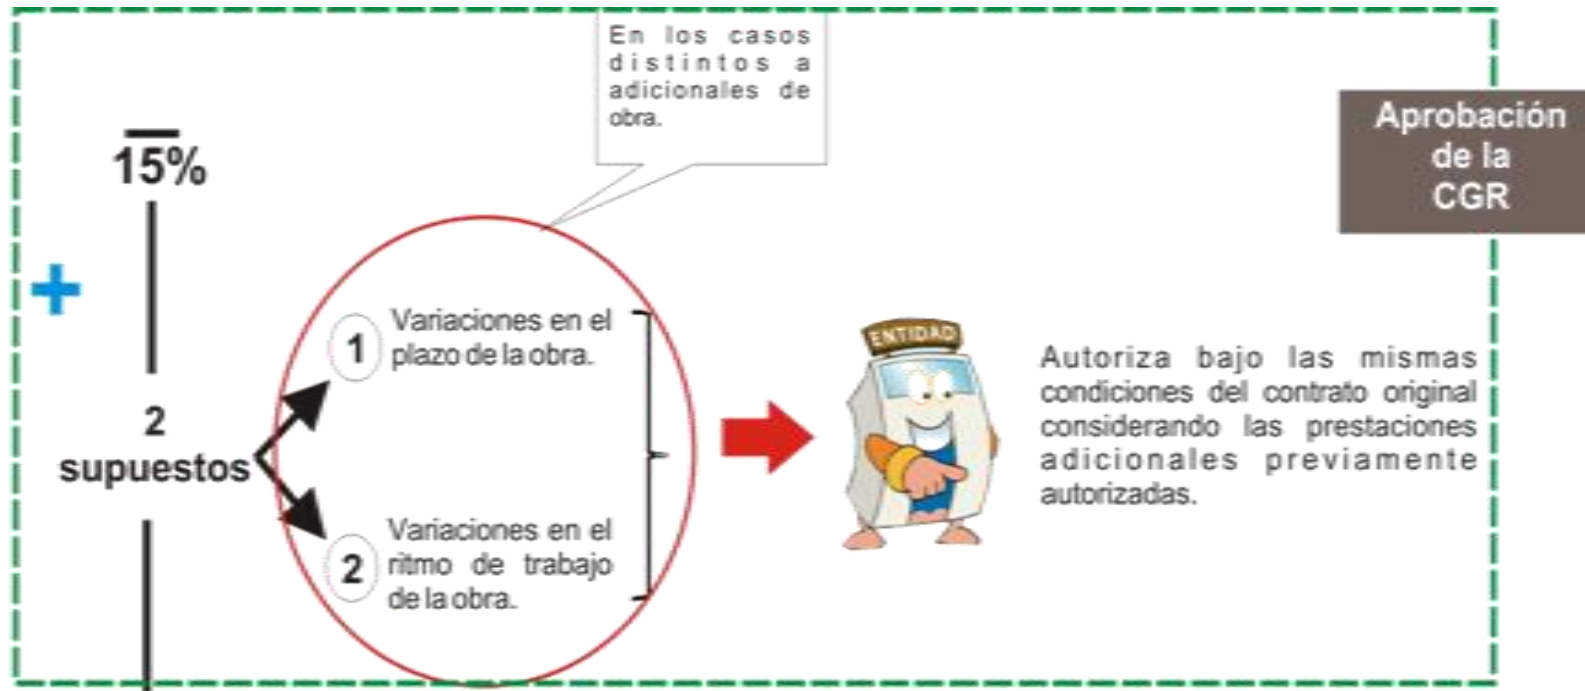 En los casos
distintos a
adicionales de
obra.
Aprobación
de la
CGR
15%
+
1
Variaciones en el
plazo de la obra.
2
supuestos
2
Variaciones en el
ritmo de trabajo
de la obra.
ENTIDAD
Autoriza bajo las mismas
condiciones del contrato original
considerando las prestaciones
adicionales previamente
autorizadas.